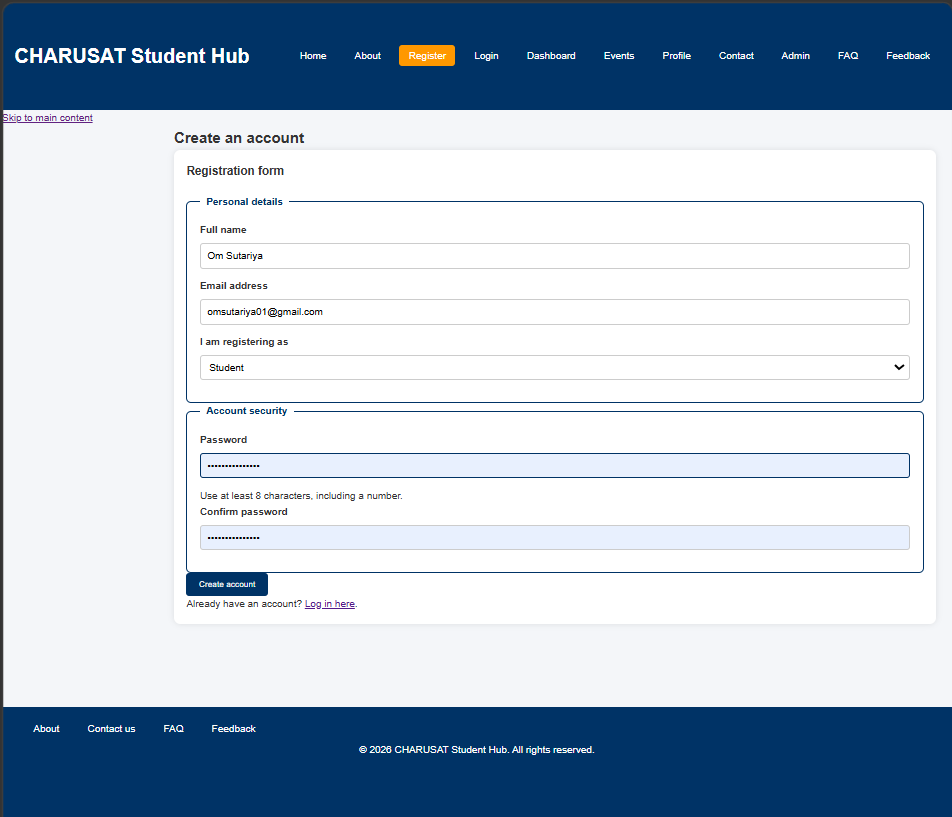 CHARUSAT Student Hub
Home About Register Login Dashboard Events Profile Contact Admin FAQ Feedback
Skip to main content
Create an account
Registration form
Personal details
Full name
Om Sutariya
Email address
omsutariya01@gmail.com
I am registering as
Student
Account security
Password
•••••••••••••••
Use at least 8 characters, including a number.
Confirm password
•••••••••••••••
Create account
Already have an account? Log in here.
About Contact us FAQ Feedback
© 2026 CHARUSAT Student Hub. All rights reserved.